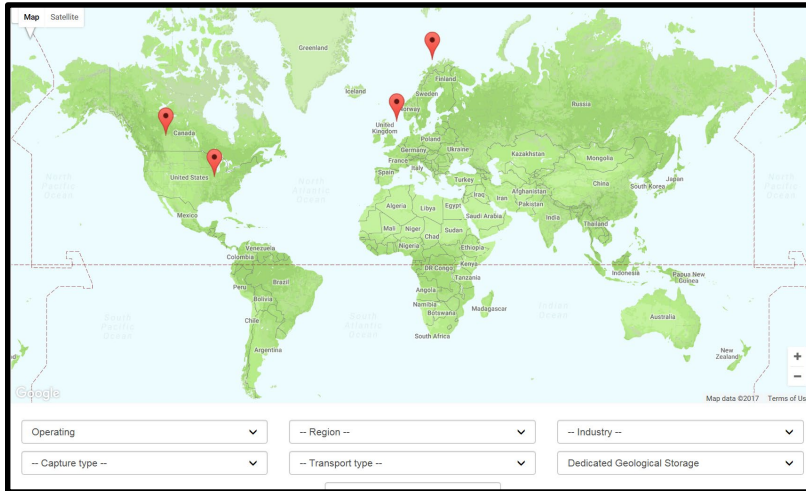 Map Satellite
Greenland
Iceland
Finland
Sweden
Norway
Russia
Canada
United
Kingdom
Poland
Germany
Ukraine
France
Kazakhstan
Mongolia
Spain
Italy
Turkey
United States
China
Japan
South Korea
North
Pacific
Ocean
North
Atlantic
Ocean
North
Pacific
Ocean
Afghanistan
Iraq
Iran
Pakistan
Algeria
Libya
Egypt
Saudi Arabia
India
Mexico
Mali
Niger
Chad
Sudan
Thailand
Nigeria
Ethiopia
Venezuela
Colombia
Kenya
DR Congo
Indonesia
Papua New
Guinea
Tanzania
Brazil
Peru
Angola
Bolivia
Namibia
Madagascar
Botswana
South
Pacific
Ocean
South
Atlantic
Ocean
Indian
Ocean
Australia
Chile
South Africa
Argentina
New
Zealand
+
−
Google
Map data ©2017 Terms of Us
Operating
-- Region --
-- Industry --
-- Capture type --
-- Transport type --
Dedicated Geological Storage